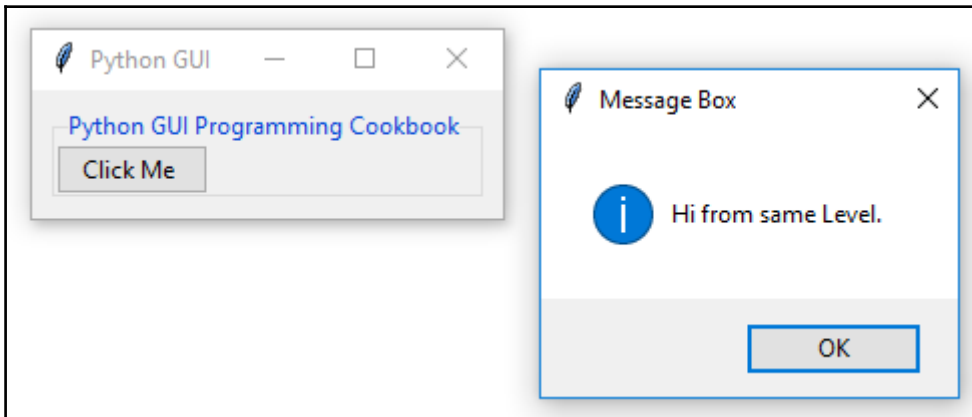 Python GUI
Python GUI Programming Cookbook
Click Me
Message Box
Hi from same Level.
OK